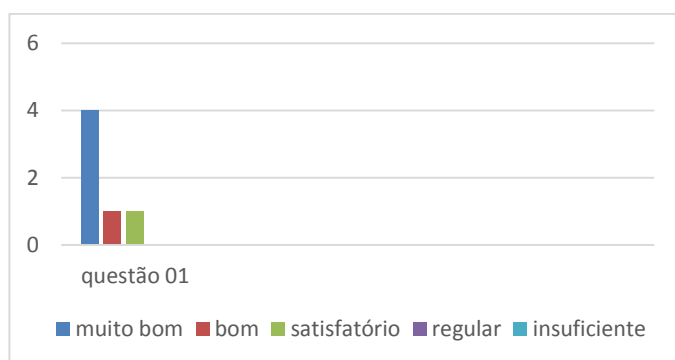 6
4
2
0
questão 01
muito bom bom satisfatório regular insuficiente